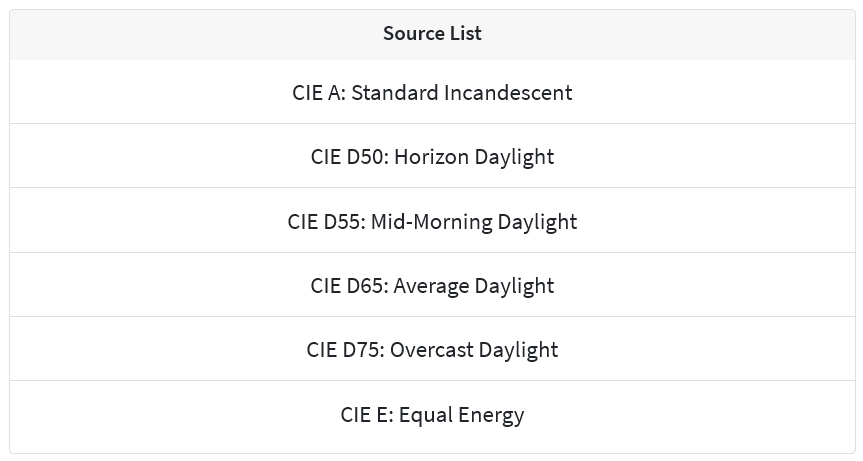 Source List
CIE A: Standard Incandescent
CIE D50: Horizon Daylight
CIE D55: Mid-Morning Daylight
CIE D65: Average Daylight
CIE D75: Overcast Daylight
CIE E: Equal Energy